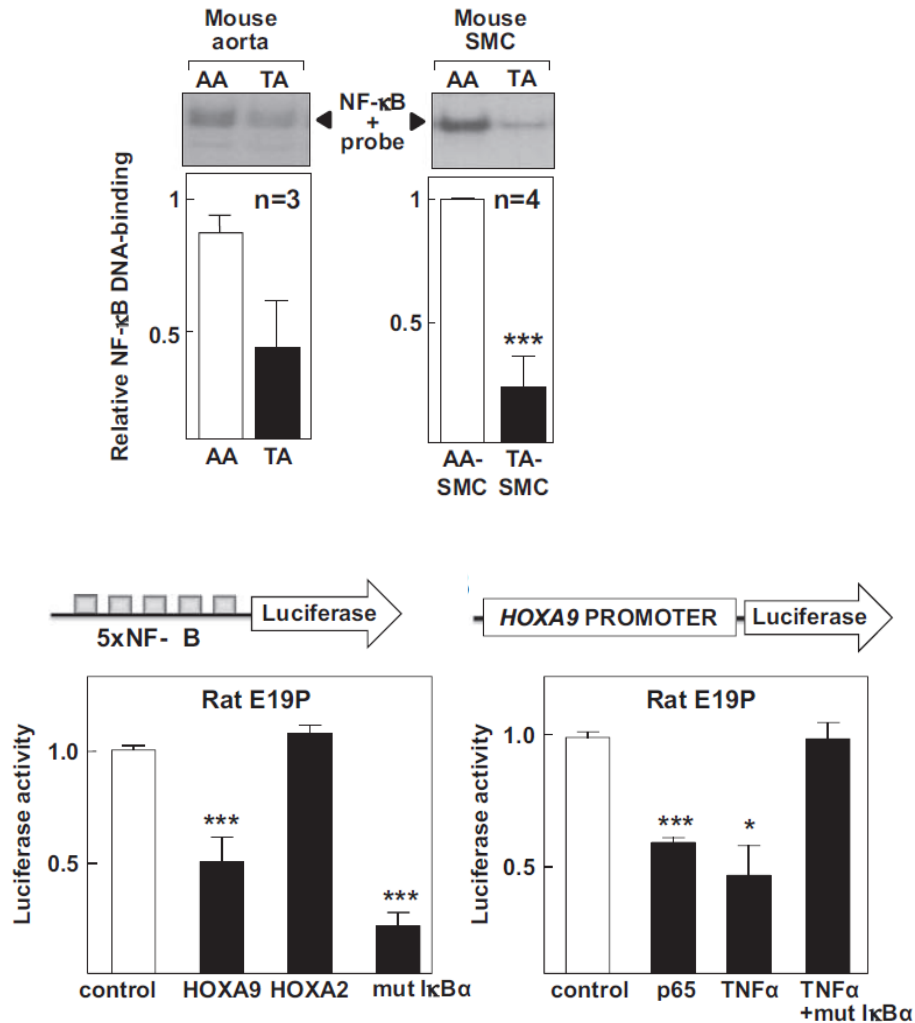 Mouse
aorta
AA TA
Mouse
SMC
AA TA
NF-κB
+
probe
Relative NF-κB DNA-binding
1
0.5
n=3
AA TA
1
0.5
n=4
***
AA-
SMC
TA-
SMC
5xNF- B
Luciferase
HOXA9 PROMOTER
Luciferase
Luciferase activity
Rat E19P
1.0
0.5
***
***
control HOXA9 HOXA2 mut IκBα
Luciferase activity
Rat E19P
1.0
0.5
***
*
control p65 TNFα TNFα
+mut IκBα